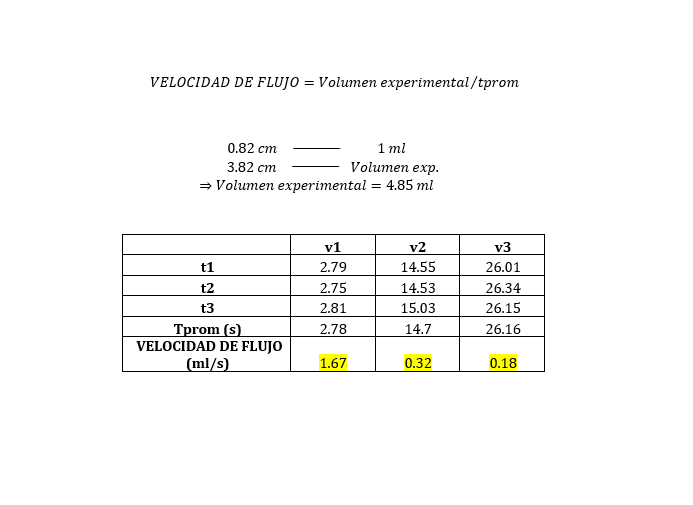 VELOCIDAD DE FLUJO = Volumen experimental/tprom
0.82 cm 1 ml
3.82 cm Volumen exp.
⇒ Volumen experimental = 4.85 ml
v1 v2 v3
t1 2.79 14.55 26.01
t2 2.75 14.53 26.34
t3 2.81 15.03 26.15
Tprom (s) 2.78 14.7 26.16
VELOCIDAD DE FLUJO
(ml/s) 1.67 0.32 0.18